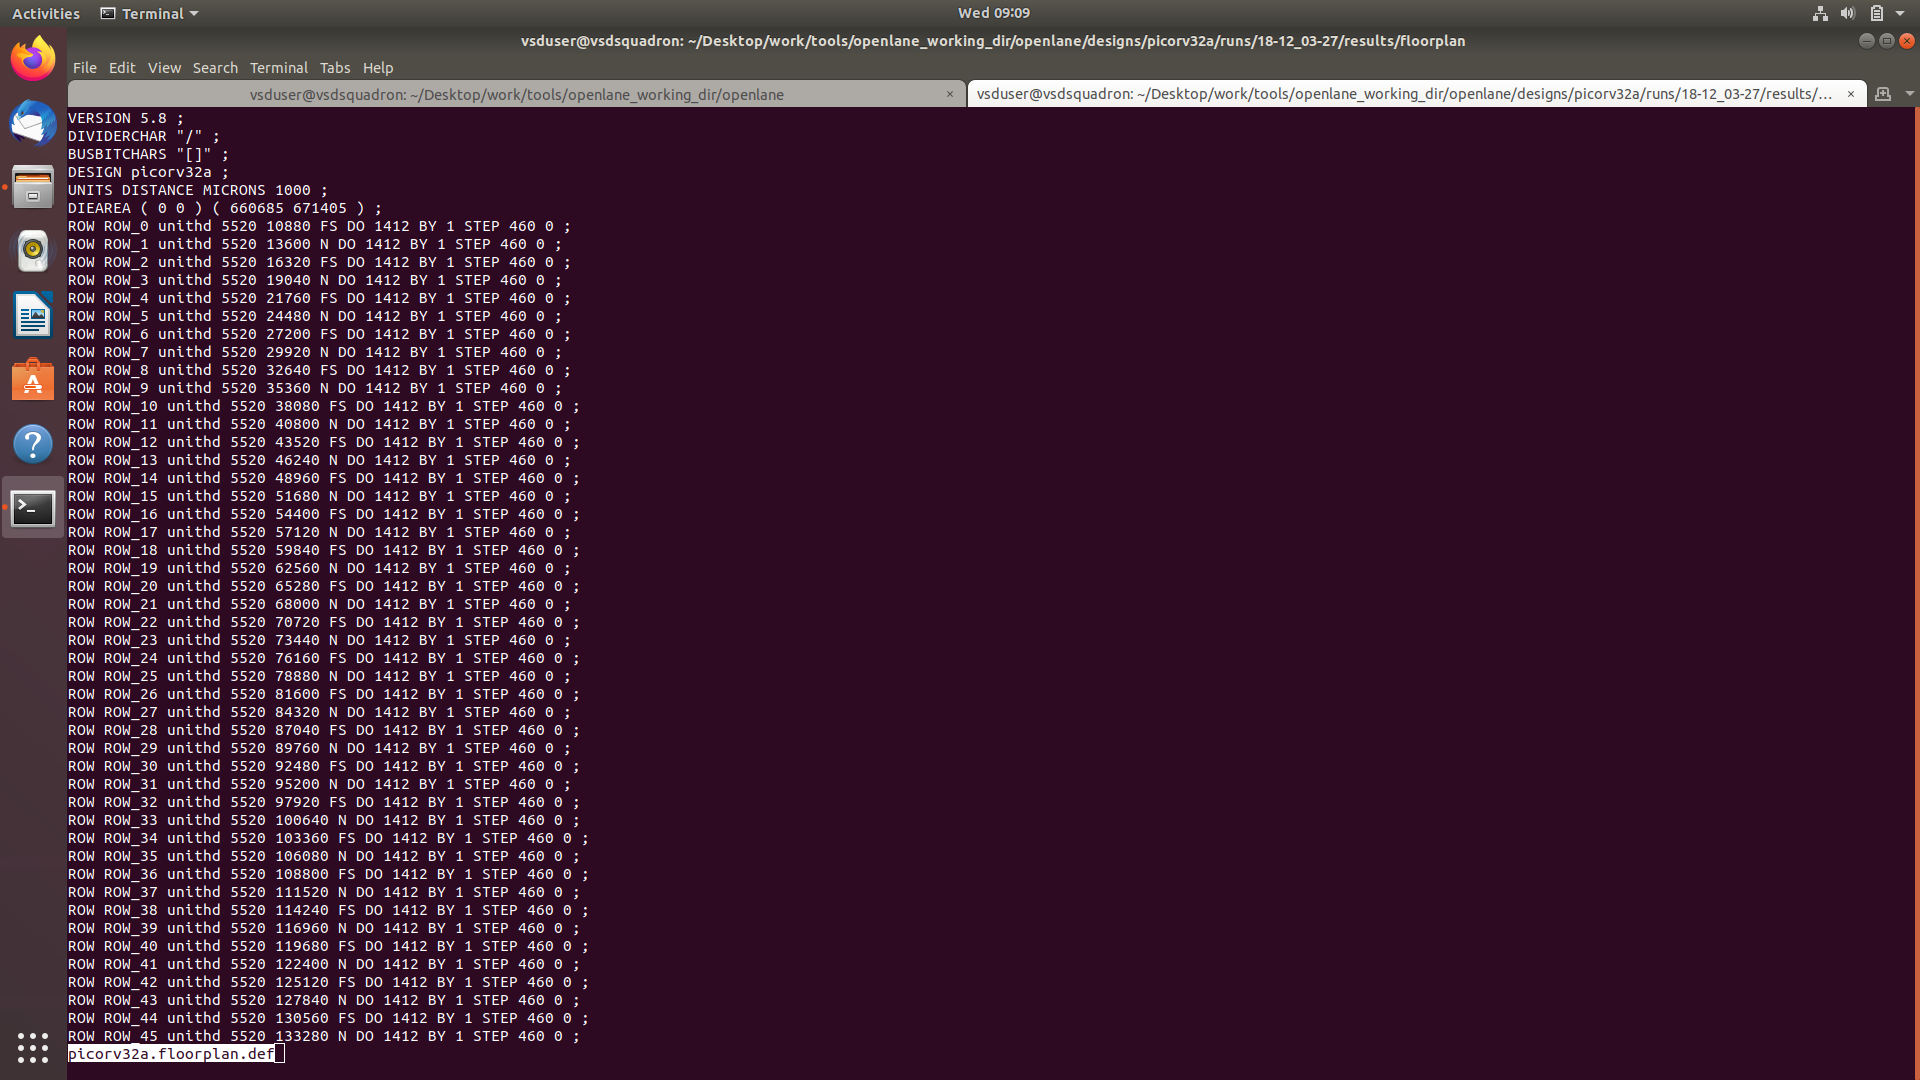 Activities Terminal Wed 09:09
vsduser@vsdsquadron: ~/Desktop/work/tools/openlane_working_dir/openlane/designs/picorv32a/runs/18-12_03-27/results/floorplan
File Edit View Search Terminal Tabs Help
vsduser@vsdsquadron: ~/Desktop/work/tools/openlane_working_dir/openlane × vsduser@vsdsquadron: ~/Desktop/work/tools/openlane_working_dir/openlane/designs/picorv32a/runs/18-12_03-27/results/... ×
VERSION 5.8 ;
DIVIDERCHAR "/" ;
BUSBITCHARS "[]" ;
DESIGN picorv32a ;
UNITS DISTANCE MICRONS 1000 ;
DIEAREA ( 0 0 ) ( 660685 671405 ) ;
ROW ROW_0 unithd 5520 10880 FS DO 1412 BY 1 STEP 460 0 ;
ROW ROW_1 unithd 5520 13600 N DO 1412 BY 1 STEP 460 0 ;
ROW ROW_2 unithd 5520 16320 FS DO 1412 BY 1 STEP 460 0 ;
ROW ROW_3 unithd 5520 19040 N DO 1412 BY 1 STEP 460 0 ;
ROW ROW_4 unithd 5520 21760 FS DO 1412 BY 1 STEP 460 0 ;
ROW ROW_5 unithd 5520 24480 N DO 1412 BY 1 STEP 460 0 ;
ROW ROW_6 unithd 5520 27200 FS DO 1412 BY 1 STEP 460 0 ;
ROW ROW_7 unithd 5520 29920 N DO 1412 BY 1 STEP 460 0 ;
ROW ROW_8 unithd 5520 32640 FS DO 1412 BY 1 STEP 460 0 ;
ROW ROW_9 unithd 5520 35360 N DO 1412 BY 1 STEP 460 0 ;
ROW ROW_10 unithd 5520 38080 FS DO 1412 BY 1 STEP 460 0 ;
ROW ROW_11 unithd 5520 40800 N DO 1412 BY 1 STEP 460 0 ;
ROW ROW_12 unithd 5520 43520 FS DO 1412 BY 1 STEP 460 0 ;
ROW ROW_13 unithd 5520 46240 N DO 1412 BY 1 STEP 460 0 ;
ROW ROW_14 unithd 5520 48960 FS DO 1412 BY 1 STEP 460 0 ;
ROW ROW_15 unithd 5520 51680 N DO 1412 BY 1 STEP 460 0 ;
ROW ROW_16 unithd 5520 54400 FS DO 1412 BY 1 STEP 460 0 ;
ROW ROW_17 unithd 5520 57120 N DO 1412 BY 1 STEP 460 0 ;
ROW ROW_18 unithd 5520 59840 FS DO 1412 BY 1 STEP 460 0 ;
ROW ROW_19 unithd 5520 62560 N DO 1412 BY 1 STEP 460 0 ;
ROW ROW_20 unithd 5520 65280 FS DO 1412 BY 1 STEP 460 0 ;
ROW ROW_21 unithd 5520 68000 N DO 1412 BY 1 STEP 460 0 ;
ROW ROW_22 unithd 5520 70720 FS DO 1412 BY 1 STEP 460 0 ;
ROW ROW_23 unithd 5520 73440 N DO 1412 BY 1 STEP 460 0 ;
ROW ROW_24 unithd 5520 76160 FS DO 1412 BY 1 STEP 460 0 ;
ROW ROW_25 unithd 5520 78880 N DO 1412 BY 1 STEP 460 0 ;
ROW ROW_26 unithd 5520 81600 FS DO 1412 BY 1 STEP 460 0 ;
ROW ROW_27 unithd 5520 84320 N DO 1412 BY 1 STEP 460 0 ;
ROW ROW_28 unithd 5520 87040 FS DO 1412 BY 1 STEP 460 0 ;
ROW ROW_29 unithd 5520 89760 N DO 1412 BY 1 STEP 460 0 ;
ROW ROW_30 unithd 5520 92480 FS DO 1412 BY 1 STEP 460 0 ;
ROW ROW_31 unithd 5520 95200 N DO 1412 BY 1 STEP 460 0 ;
ROW ROW_32 unithd 5520 97920 FS DO 1412 BY 1 STEP 460 0 ;
ROW ROW_33 unithd 5520 100640 N DO 1412 BY 1 STEP 460 0 ;
ROW ROW_34 unithd 5520 103360 FS DO 1412 BY 1 STEP 460 0 ;
ROW ROW_35 unithd 5520 106080 N DO 1412 BY 1 STEP 460 0 ;
ROW ROW_36 unithd 5520 108800 FS DO 1412 BY 1 STEP 460 0 ;
ROW ROW_37 unithd 5520 111520 N DO 1412 BY 1 STEP 460 0 ;
ROW ROW_38 unithd 5520 114240 FS DO 1412 BY 1 STEP 460 0 ;
ROW ROW_39 unithd 5520 116960 N DO 1412 BY 1 STEP 460 0 ;
ROW ROW_40 unithd 5520 119680 FS DO 1412 BY 1 STEP 460 0 ;
ROW ROW_41 unithd 5520 122400 N DO 1412 BY 1 STEP 460 0 ;
ROW ROW_42 unithd 5520 125120 FS DO 1412 BY 1 STEP 460 0 ;
ROW ROW_43 unithd 5520 127840 N DO 1412 BY 1 STEP 460 0 ;
ROW ROW_44 unithd 5520 130560 FS DO 1412 BY 1 STEP 460 0 ;
ROW ROW_45 unithd 5520 133280 N DO 1412 BY 1 STEP 460 0 ;
picorv32a.floorplan.def